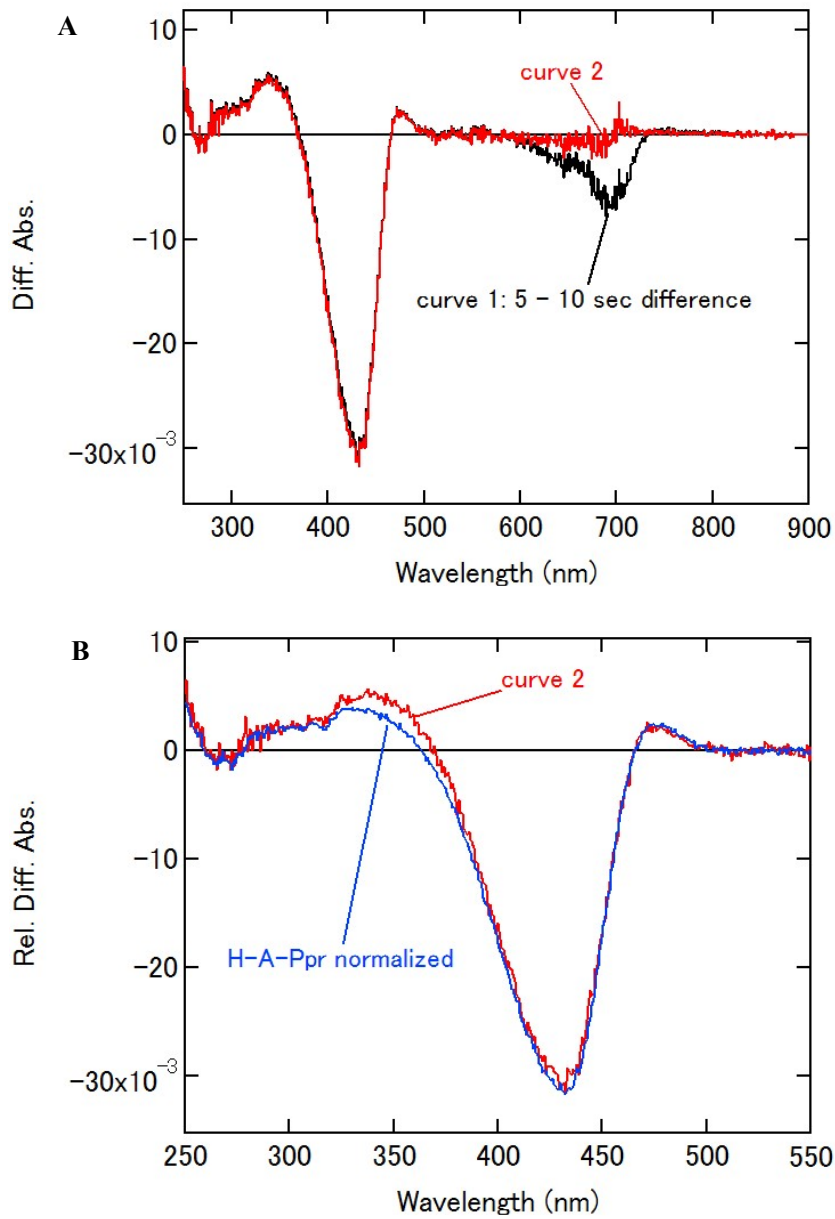 A
10
0
-10
-20
-30x10⁻³
Diff. Abs.
curve 2
curve 1: 5 - 10 sec difference
300 400 500 600 700 800 900
Wavelength (nm)
B
10
0
-10
-20
-30x10⁻³
Rel. Diff. Abs.
curve 2
H-A-Ppr normalized
250 300 350 400 450 500 550
Wavelength (nm)